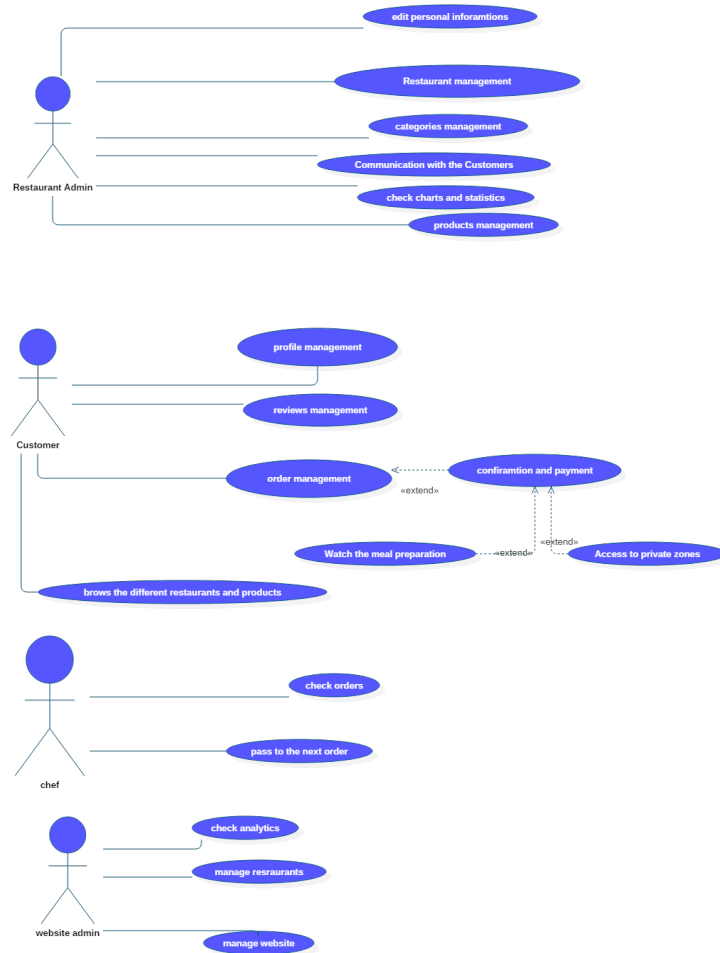 edit personal inforamtions
Restaurant management
categories management
Communication with the Customers
Restaurant Admin
check charts and statistics
products management
profile management
reviews management
Customer
order management
confiramtion and payment
«extend»
«extend»
Watch the meal preparation
«extend»
Access to private zones
brows the different restaurants and products
check orders
pass to the next order
chef
check analytics
manage resraurants
website admin
manage website